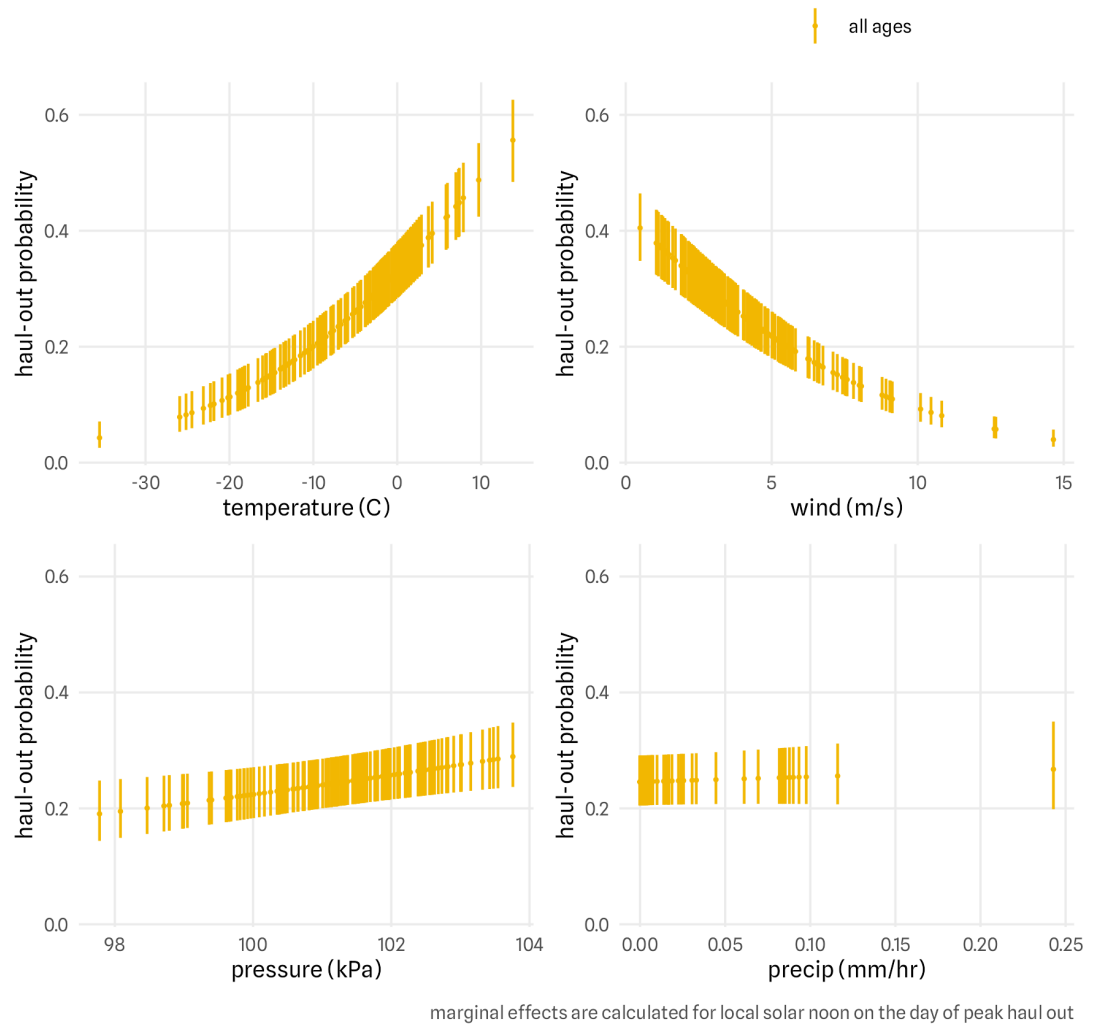 all ages
haul-out probability
0.6
0.4
0.2
0.0
-30 -20 -10 0 10
temperature (C)
haul-out probability
0.6
0.4
0.2
0.0
0 5 10 15
wind (m/s)
haul-out probability
0.6
0.4
0.2
0.0
98 100 102 104
pressure (kPa)
haul-out probability
0.6
0.4
0.2
0.0
0.00 0.05 0.10 0.15 0.20 0.25
precip (mm/hr)
marginal effects are calculated for local solar noon on the day of peak haul out